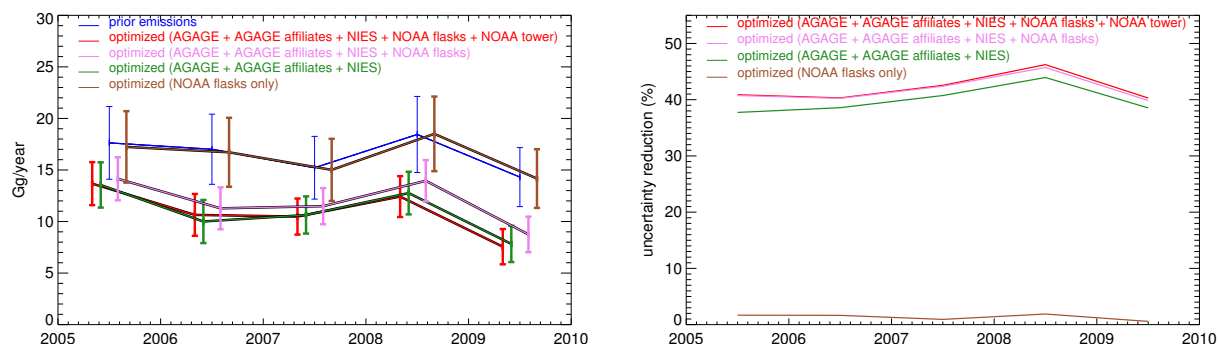 30
25
20
15
10
5
0
Gg/year
prior emissions
optimized (AGAGE + AGAGE affiliates + NIES + NOAA flasks + NOAA tower)
optimized (AGAGE + AGAGE affiliates + NIES + NOAA flasks)
optimized (AGAGE + AGAGE affiliates + NIES)
optimized (NOAA flasks only)
2005 2006 2007 2008 2009 2010
50
40
30
20
10
0
uncertainty reduction (%)
optimized (AGAGE + AGAGE affiliates + NIES + NOAA flasks + NOAA tower)
optimized (AGAGE + AGAGE affiliates + NIES + NOAA flasks)
optimized (AGAGE + AGAGE affiliates + NIES)
optimized (NOAA flasks only)
2005 2006 2007 2008 2009 2010